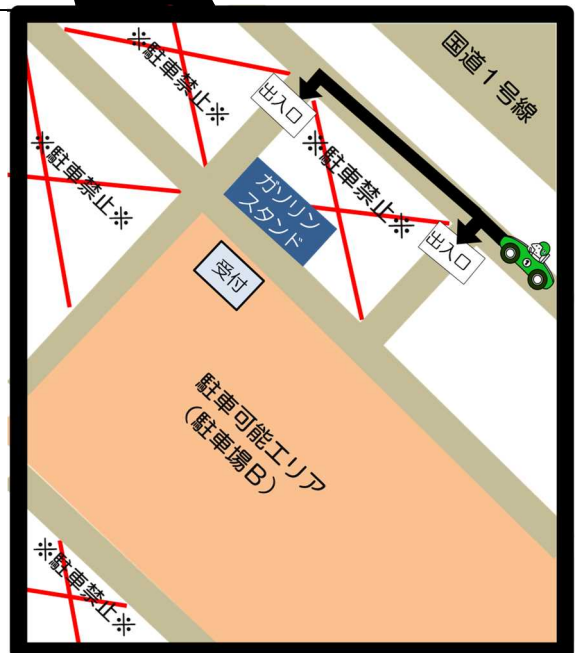 国道１号線
※駐車禁止※
出入口
※駐車禁止※
※駐車禁止※
ガソリン
スタンド
出入口
受付
駐車可能エリア
（駐車場Ｂ）
※駐車禁止※